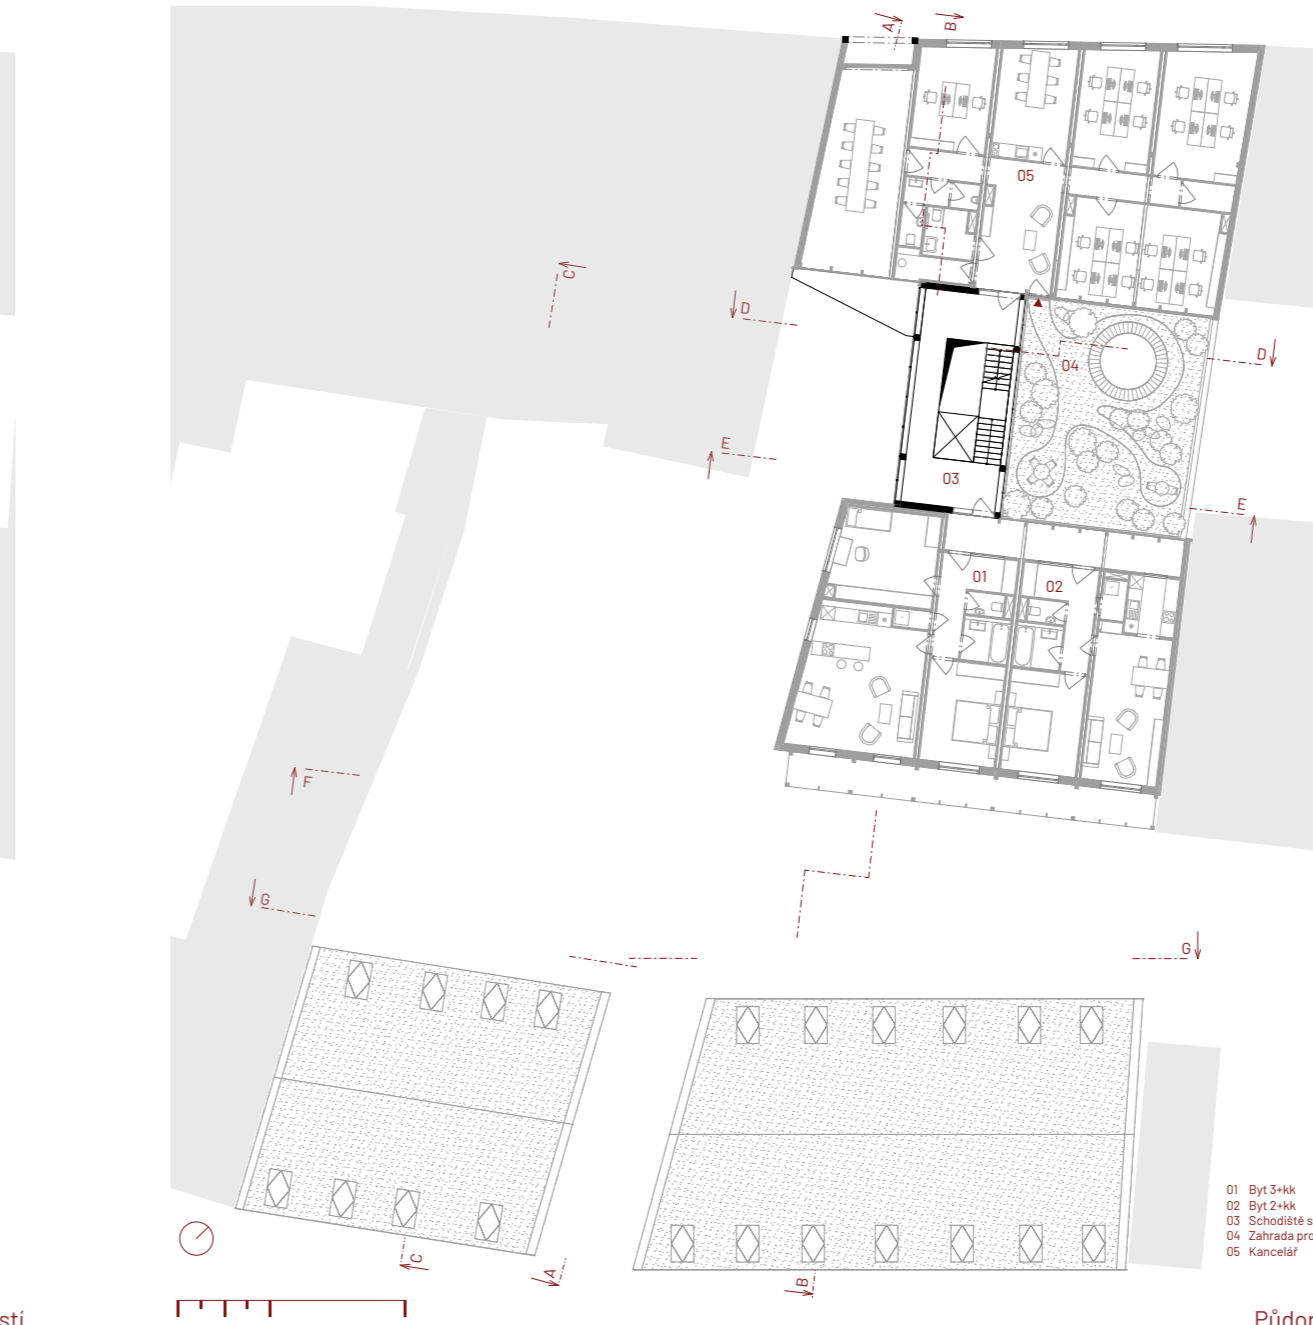 A
B
05
C
D
04
D
E
03
E
01
02
F
G
G
01 Byt 3+kk
02 Byt 2+kk
03 Schodiště s
04 Zahrada pro
05 Kancelář
C
A
B
stí
Půdor